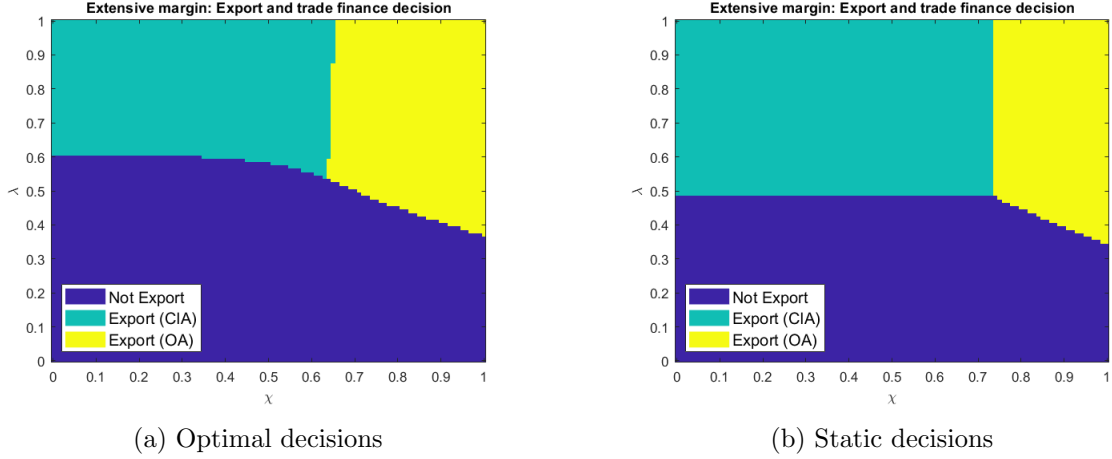 Extensive margin: Export and trade finance decision
1
0.9
0.8
0.7
0.6
0.5
0.4
0.3
0.2
0.1
0
λ
Not Export
Export (CIA)
Export (OA)
0 0.1 0.2 0.3 0.4 0.5 0.6 0.7 0.8 0.9 1
χ
(a) Optimal decisions
Extensive margin: Export and trade finance decision
1
0.9
0.8
0.7
0.6
0.5
0.4
0.3
0.2
0.1
0
λ
Not Export
Export (CIA)
Export (OA)
0 0.1 0.2 0.3 0.4 0.5 0.6 0.7 0.8 0.9 1
χ
(b) Static decisions